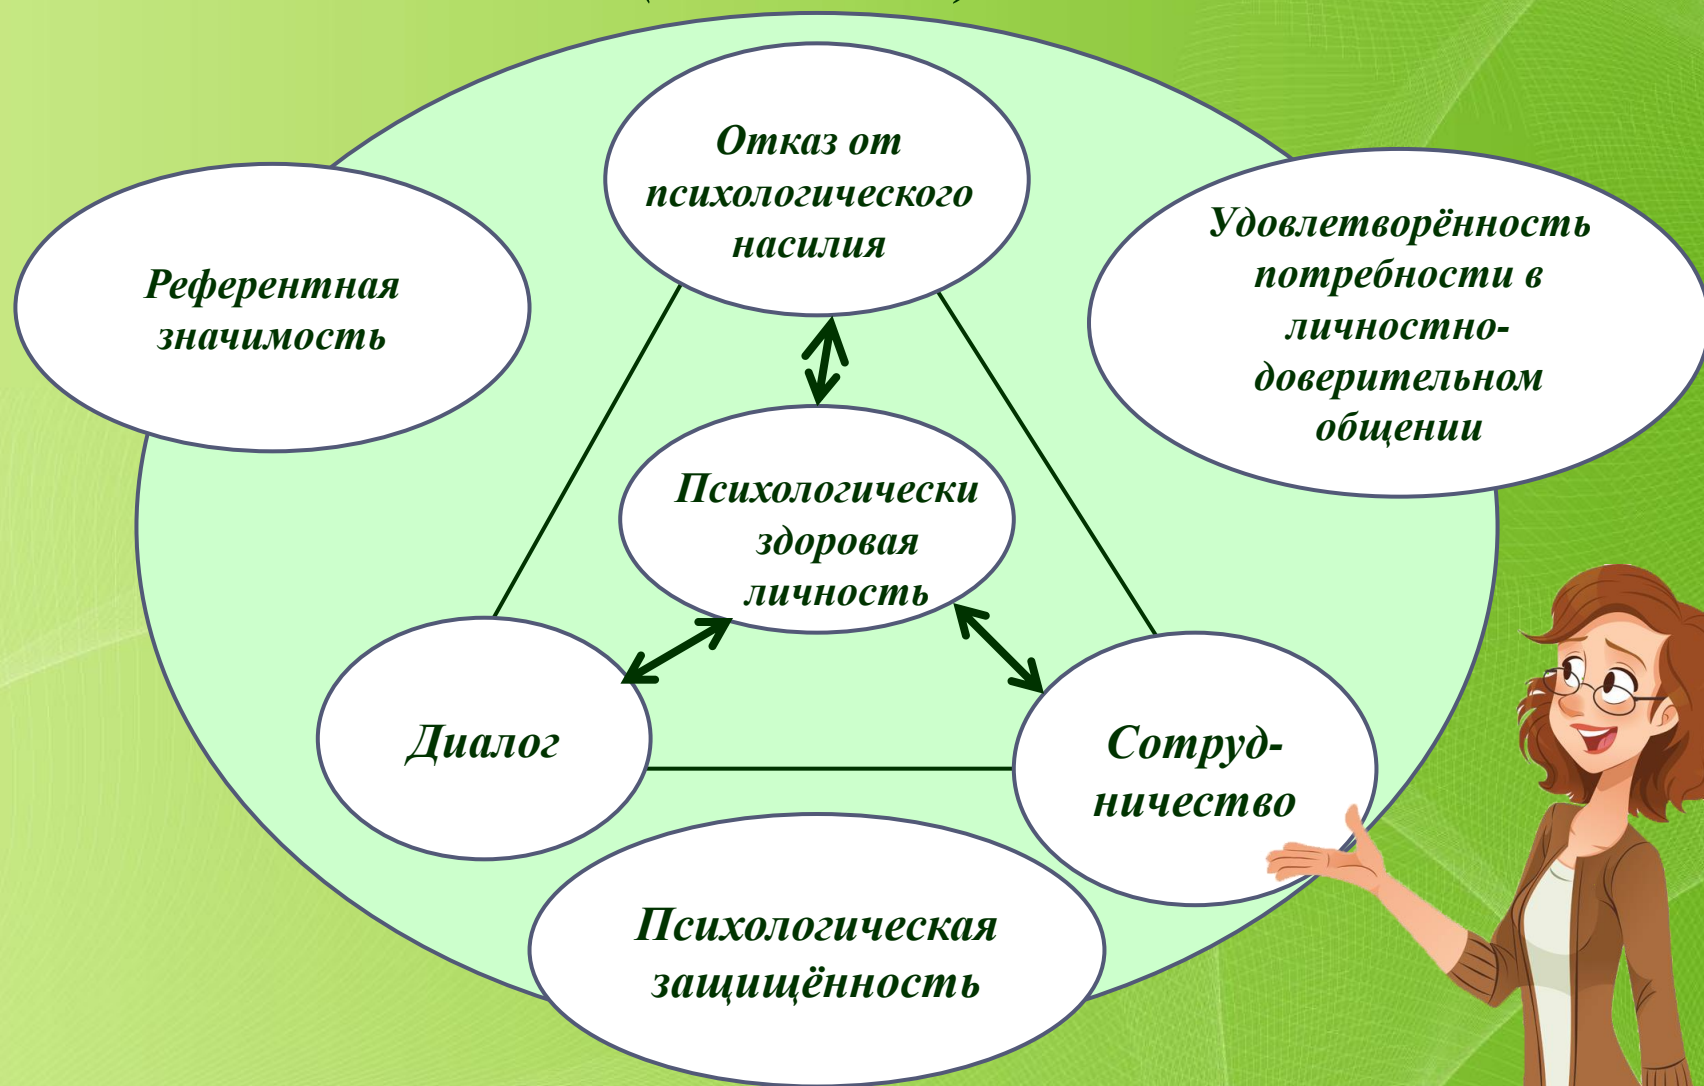 Отказ от
психологического
насилия
Референтная
значимость
Удовлетворённость
потребности в
личностно-
доверительном
общении
Психологически
здоровая
личность
Диалог
Сотруд-
ничество
Психологическая
защищённость